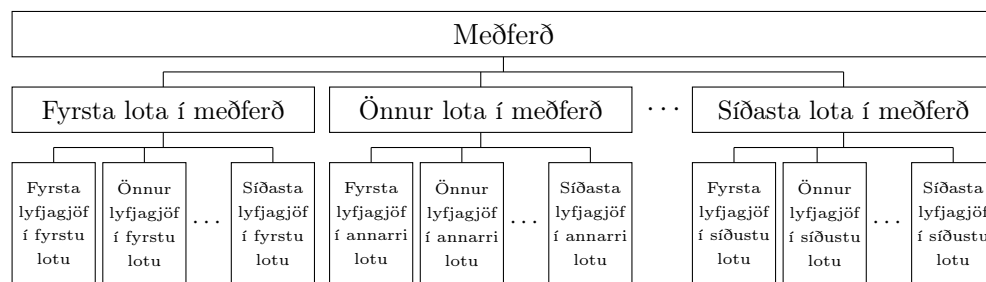 Meðferð
Fyrsta lota í meðferð
Önnur lota í meðferð
...
Síðasta lota í meðferð
Fyrsta
lyfjagjöf
í fyrstu
lotu
Önnur
lyfjagjöf
í fyrstu
lotu
...
Síðasta
lyfjagjöf
í fyrstu
lotu
Fyrsta
lyfjagjöf
í annarri
lotu
Önnur
lyfjagjöf
í annarri
lotu
...
Síðasta
lyfjagjöf
í annarri
lotu
Fyrsta
lyfjagjöf
í síðustu
lotu
Önnur
lyfjagjöf
í síðustu
lotu
...
Síðasta
lyfjagjöf
í síðustu
lotu